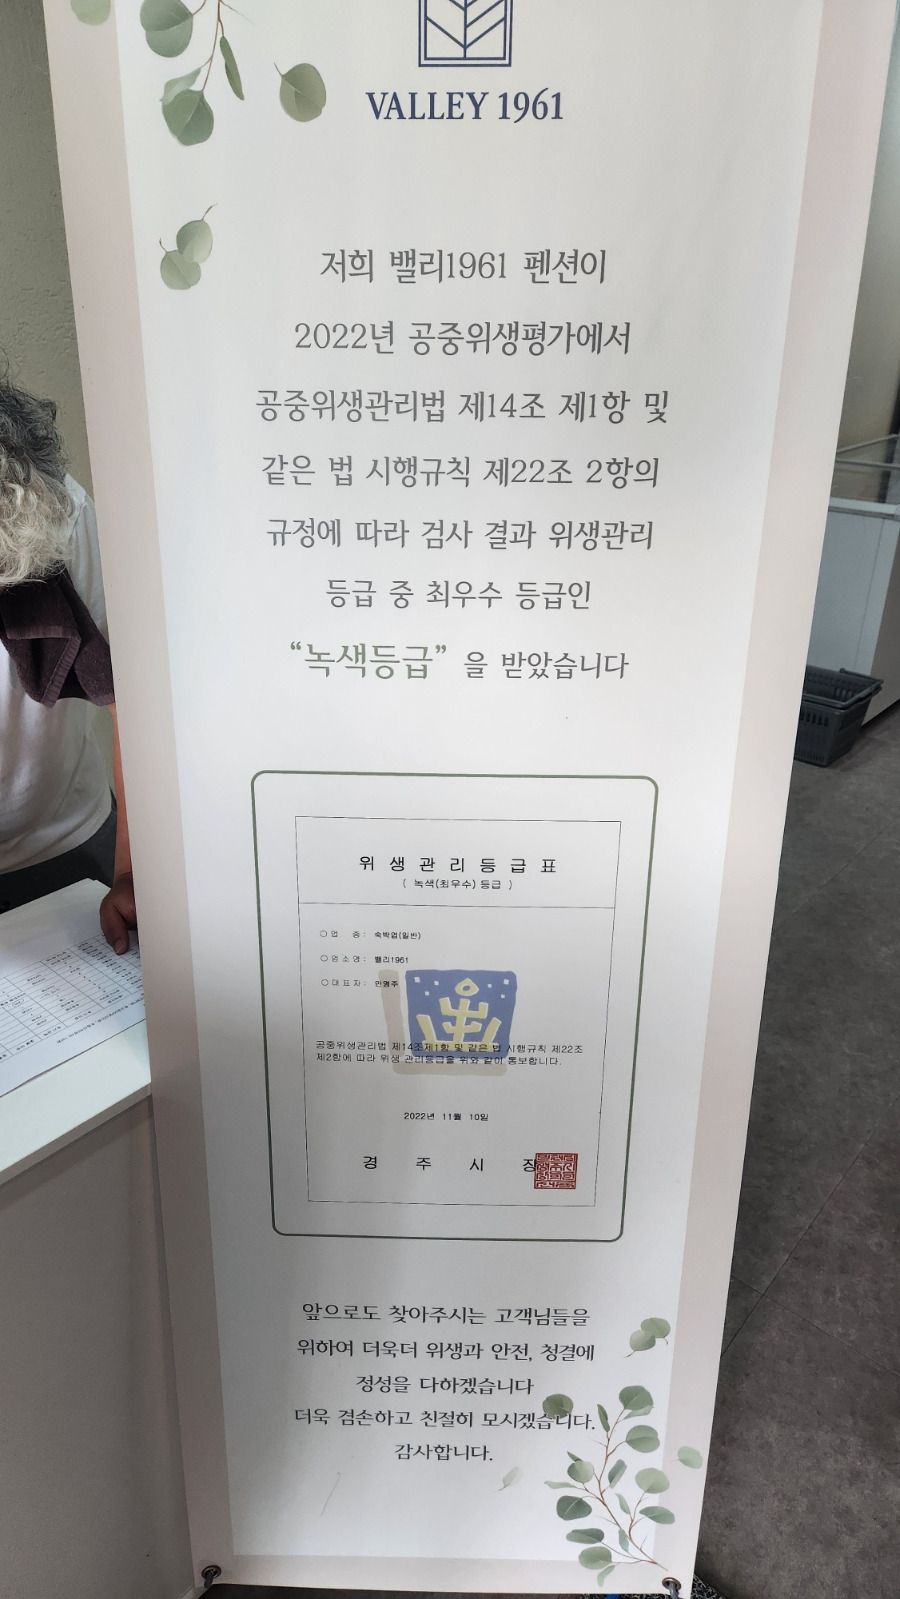 VALLEY 1961
저희 밸리1961 펜션이
2022년 공중위생평가에서
공중위생관리법 제14조 제1항 및
같은 법 시행규칙 제22조 2항의
규정에 따라 검사 결과 위생관리
등급 중 최우수 등급인
“녹색등급” 을 받았습니다
위 생 관 리 등 급 표
( 녹색(최우수) 등급 )
○ 업 종 : 숙박업(일반)
○ 업 소 명 : 밸리1961
○ 대 표 자 :
공중위생관리법 제14조제1항 및 같은 법 시행규칙 제22조
제2항에 따라 위생 관리등급을 위와 같이 통보합니다.
2022년 11월 10일
경 주 시 장
앞으로도 찾아주시는 고객님들을
위하여 더욱더 위생과 안전, 청결에
정성을 다하겠습니다
더욱 겸손하고 친절히 모시겠습니다.
감사합니다.